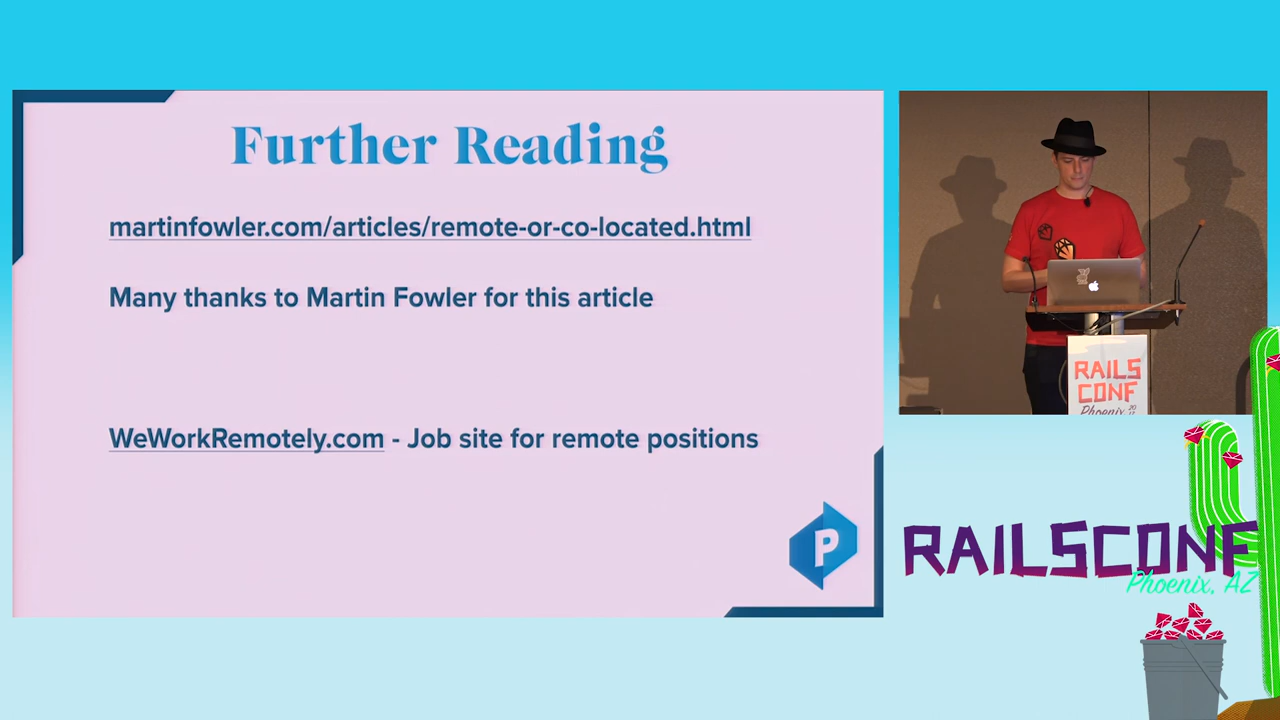 Further Reading
martinfowler.com/articles/remote-or-co-located.html
Many thanks to Martin Fowler for this article
WeWorkRemotely.com - Job site for remote positions
P
RAILS
CONF
Phoenix
RAILSCONF
Phoenix, AZ